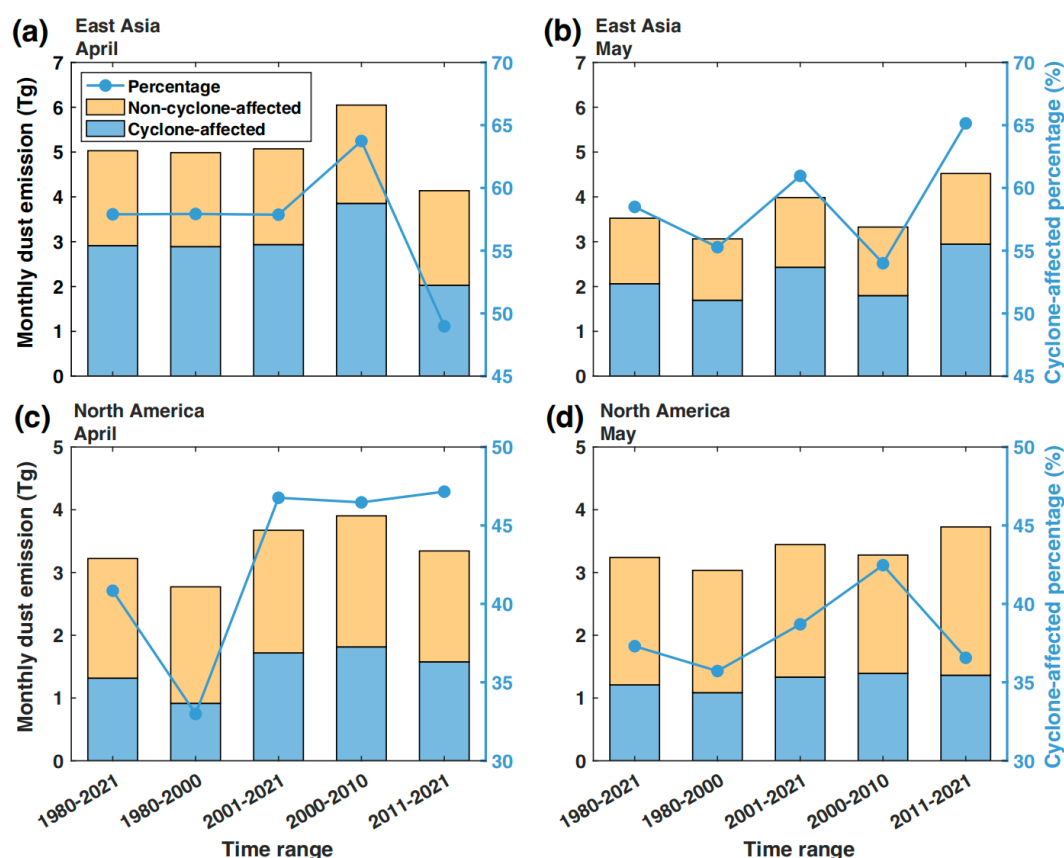 (a)
East Asia
April
Monthly dust emission (Tg)
7
6
5
4
3
2
1
0
Percentage
Non-cyclone-affected
Cyclone-affected
70
65
60
55
50
45
(b)
East Asia
May
7
6
5
4
3
2
1
0
70
65
60
55
50
45
Cyclone-affected percentage (%)
(c)
North America
April
Monthly dust emission (Tg)
5
4
3
2
1
0
50
45
40
35
30
1980-2021
1980-2000
2001-2021
2000-2010
2011-2021
Time range
(d)
North America
May
5
4
3
2
1
0
50
45
40
35
30
Cyclone-affected percentage (%)
1980-2021
1980-2000
2001-2021
2000-2010
2011-2021
Time range